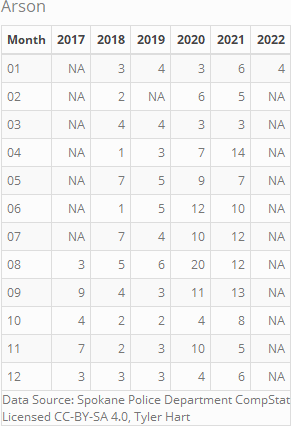 Arson
Month 2017 2018 2019 2020 2021 2022
01 NA 3 4 3 6 4
02 NA 2 NA 6 5 NA
03 NA 4 4 3 3 NA
04 NA 1 3 7 14 NA
05 NA 7 5 9 7 NA
06 NA 1 5 12 10 NA
07 NA 7 4 10 12 NA
08 3 5 6 20 12 NA
09 9 4 3 11 13 NA
10 4 2 2 4 8 NA
11 7 2 3 10 5 NA
12 3 3 3 4 6 NA
Data Source: Spokane Police Department CompStat
Licensed CC-BY-SA 4.0, Tyler Hart